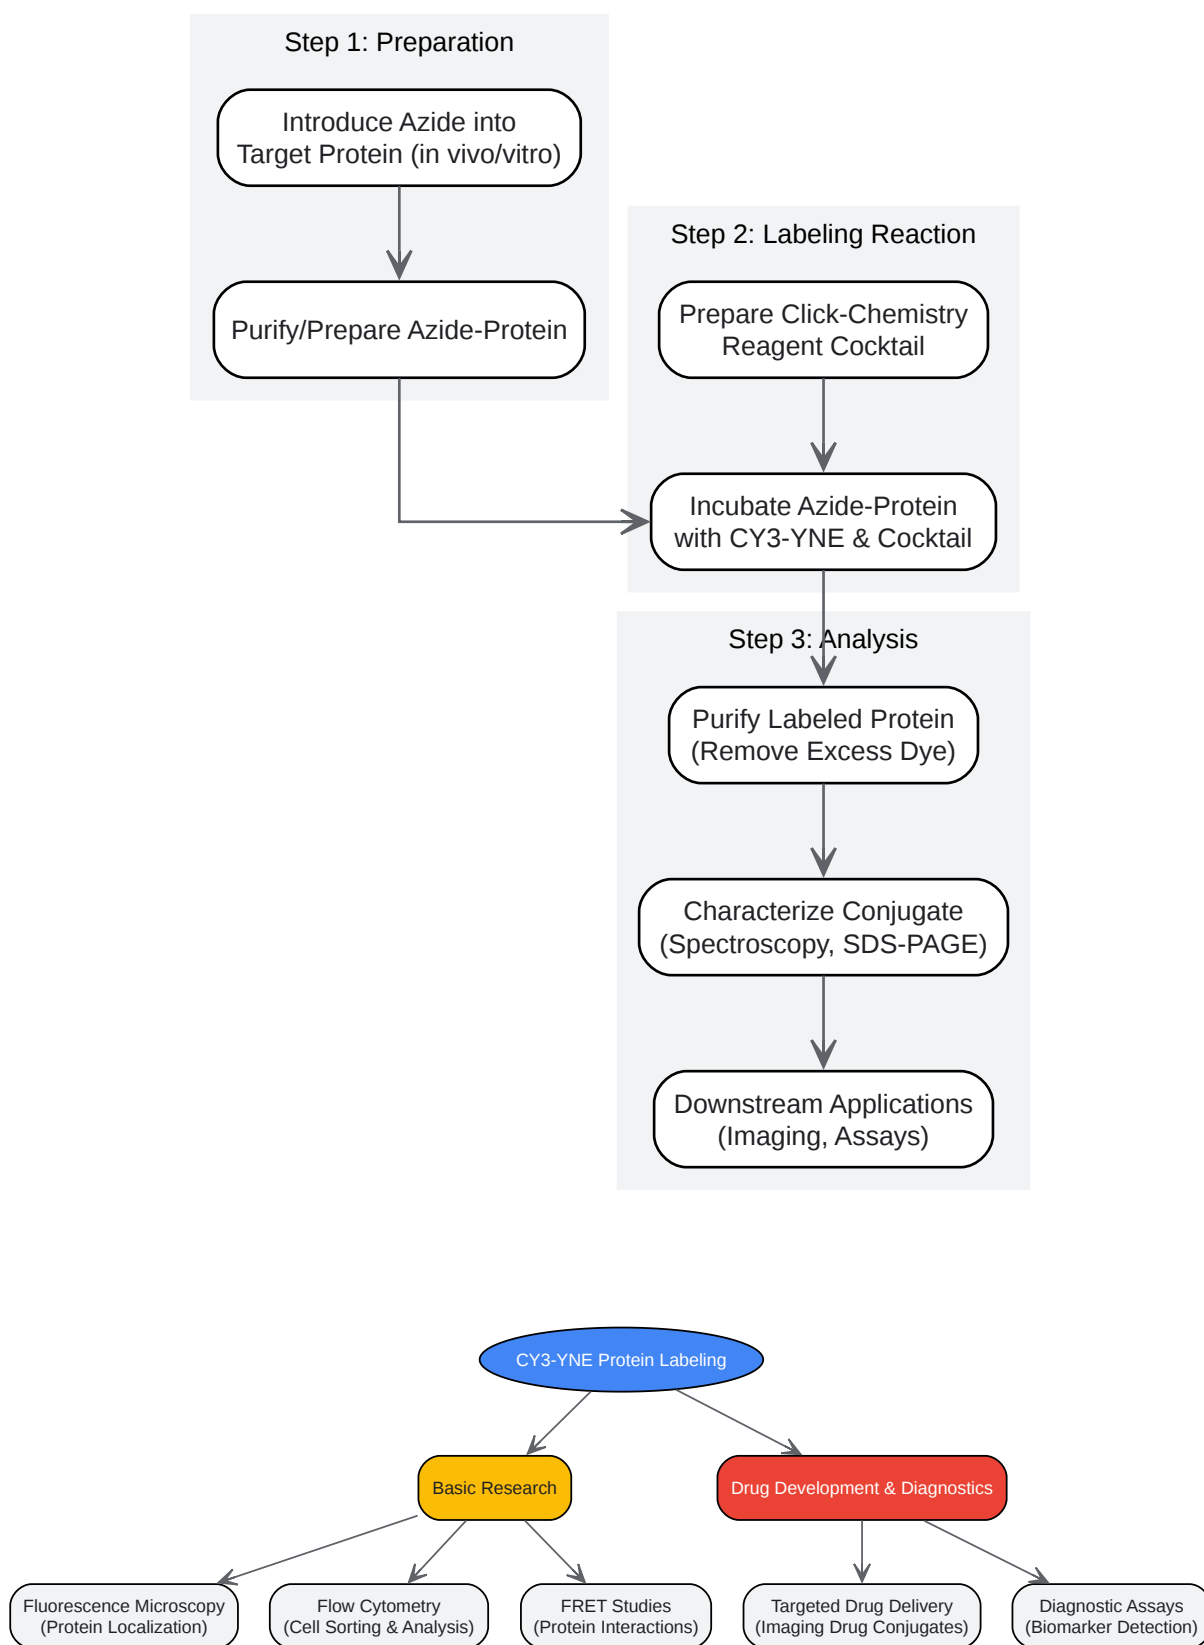 Step 1: Preparation
Introduce Azide into
Target Protein (in vivo/vitro)
Purify/Prepare Azide-Protein
Step 2: Labeling Reaction
Prepare Click-Chemistry
Reagent Cocktail
Incubate Azide-Protein
with CY3-YNE & Cocktail
Step 3: Analysis
Purify Labeled Protein
(Remove Excess Dye)
Characterize Conjugate
(Spectroscopy, SDS-PAGE)
Downstream Applications
(Imaging, Assays)
CY3-YNE Protein Labeling
Basic Research
Drug Development & Diagnostics
Fluorescence Microscopy
(Protein Localization)
Flow Cytometry
(Cell Sorting & Analysis)
FRET Studies
(Protein Interactions)
Targeted Drug Delivery
(Imaging Drug Conjugates)
Diagnostic Assays
(Biomarker Detection)